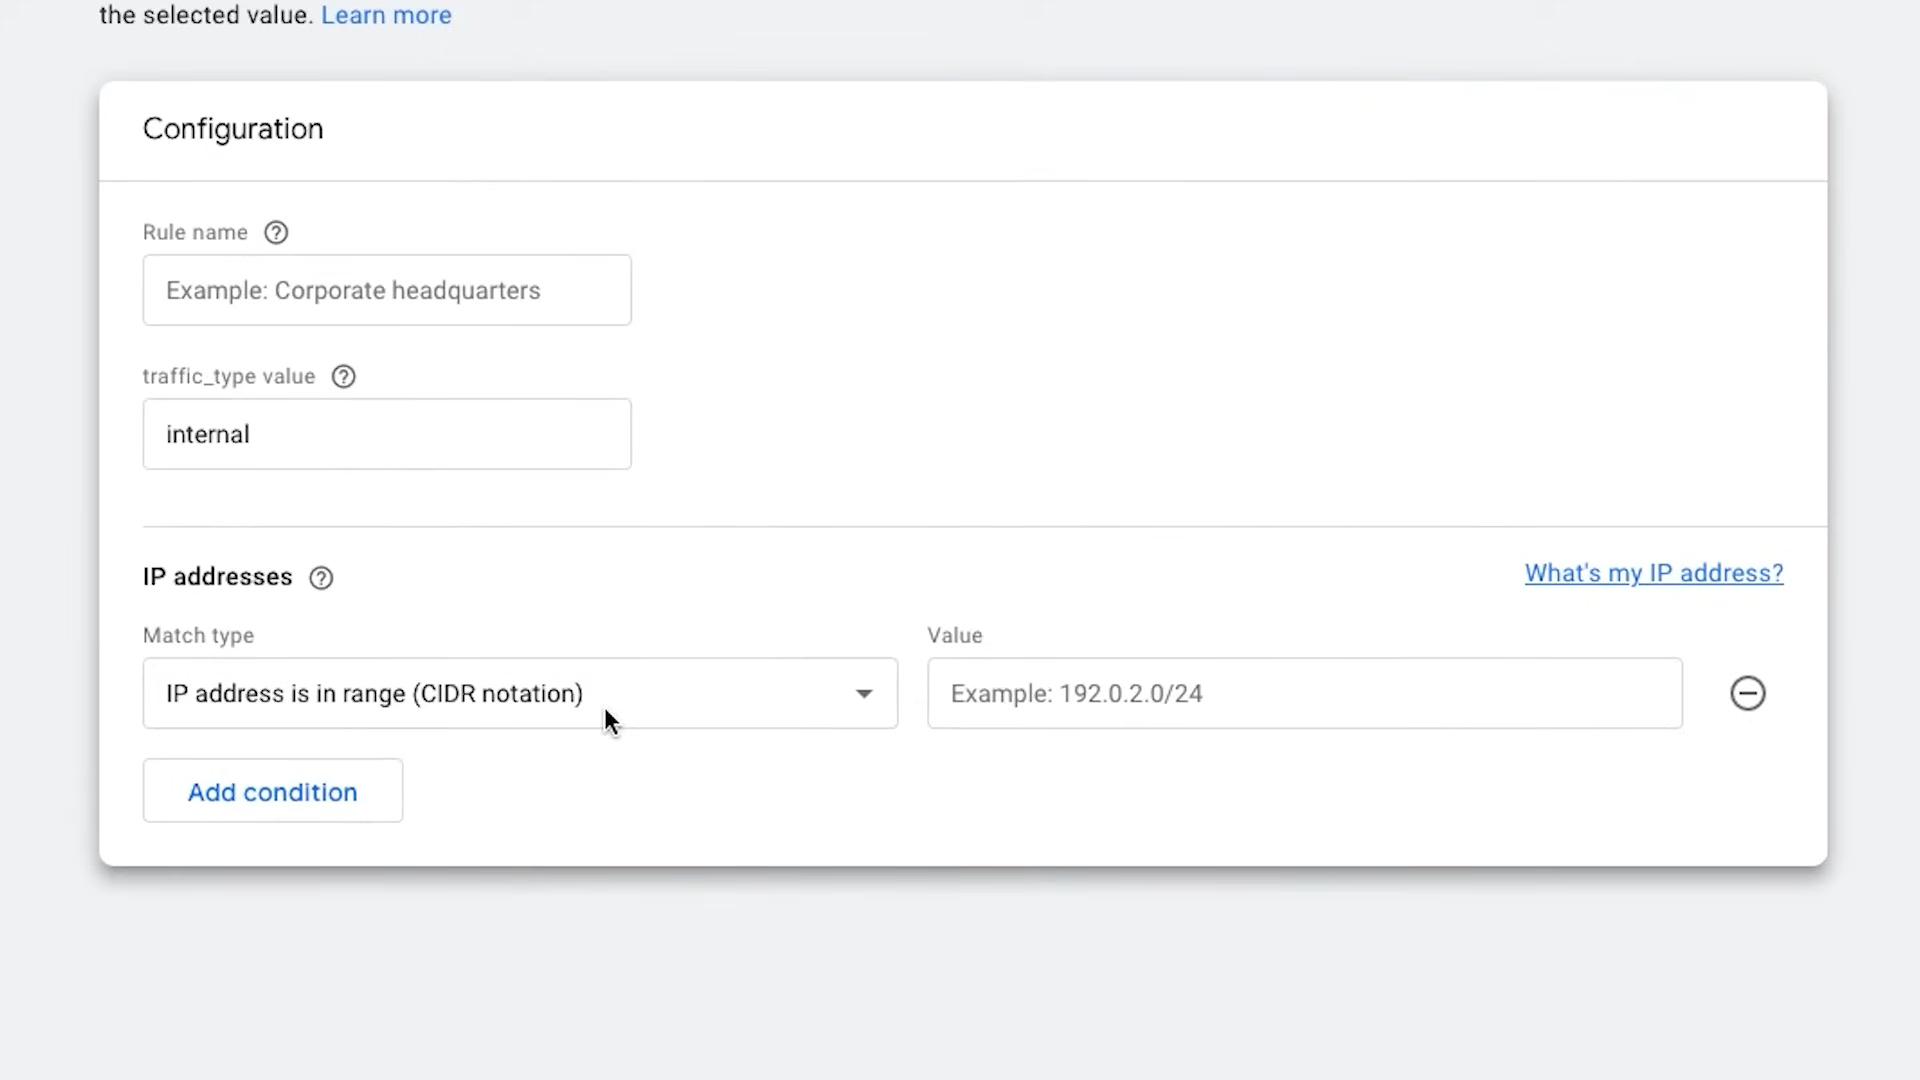 the selected value. Learn more
Configuration
Rule name
Example: Corporate headquarters
traffic_type value
internal
IP addresses
What's my IP address?
Match type
Value
IP address is in range (CIDR notation)
Example: 192.0.2.0/24
Add condition